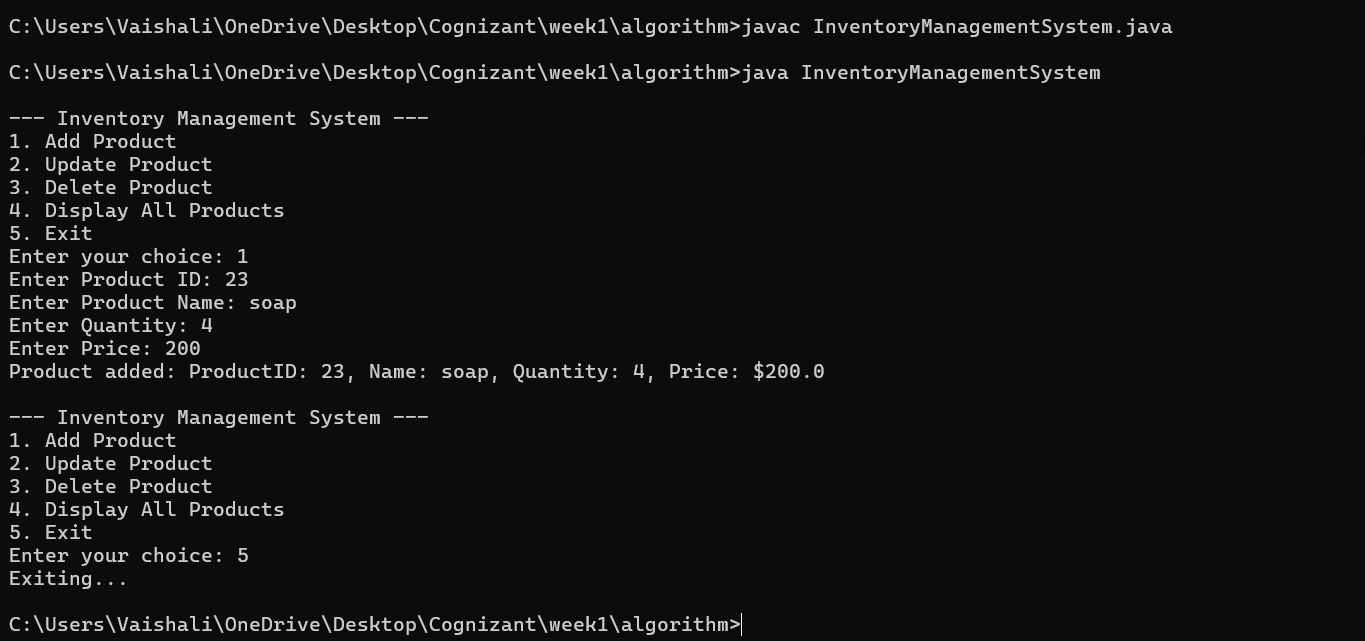 C:\Users\Vaishali\OneDrive\Desktop\Cognizant\week1\algorithm>javac InventoryManagementSystem.java
C:\Users\Vaishali\OneDrive\Desktop\Cognizant\week1\algorithm>java InventoryManagementSystem
--- Inventory Management System ---
1. Add Product
2. Update Product
3. Delete Product
4. Display All Products
5. Exit
Enter your choice: 1
Enter Product ID: 23
Enter Product Name: soap
Enter Quantity: 4
Enter Price: 200
Product added: ProductID: 23, Name: soap, Quantity: 4, Price: $200.0
--- Inventory Management System ---
1. Add Product
2. Update Product
3. Delete Product
4. Display All Products
5. Exit
Enter your choice: 5
Exiting...
C:\Users\Vaishali\OneDrive\Desktop\Cognizant\week1\algorithm>